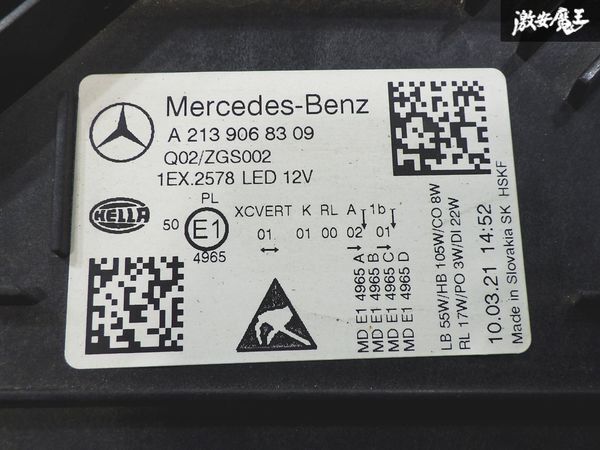 激安魔王
Mercedes-Benz
A 213 906 83 09
Q02/ZGS002
1EX.2578 LED 12V
HELLA
PL
50 E1
4965
XCVERT K RL A 1b
01 01 00 02 01
MD E1 4965 A
MD E1 4965 B
MD E1 4965 C
MD E1 4965 D
LB 55W/HB 105W/CO 8W
RL 17W/PO 3W/DI 22W
10.03.21 14:52
Made in Slovakia SK HSKF